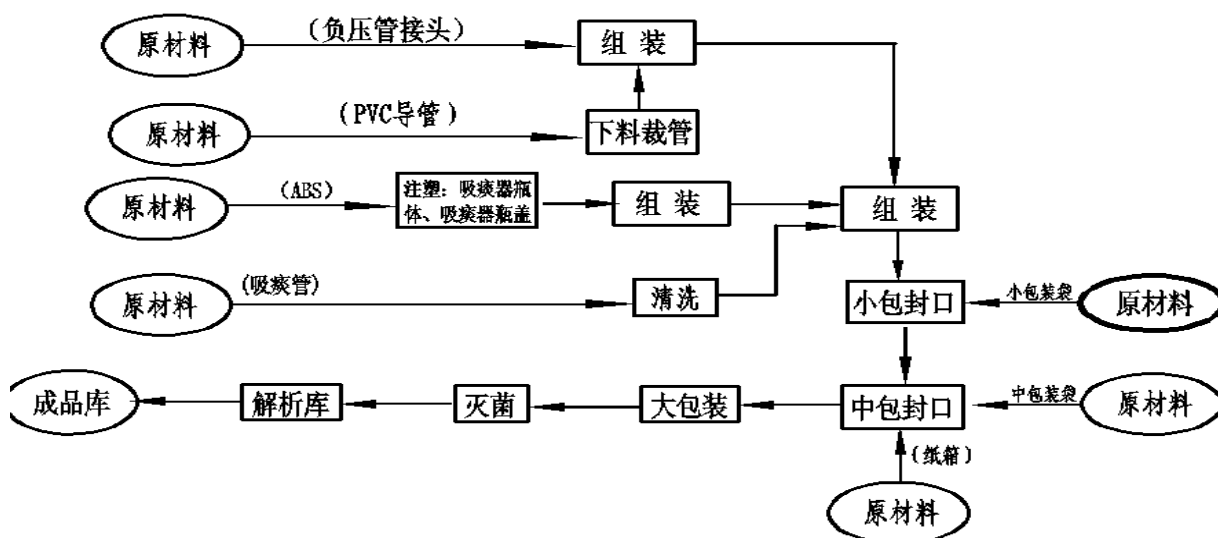 原材料
(负压管接头)
组 装
原材料
(PVC导管)
下料裁管
原材料
(ABS)
注塑：吸痰器瓶
体、吸痰器瓶盖
组 装
组 装
原材料
(吸痰管)
清洗
小包封口
小包装袋
原材料
成品库
解析库
灭菌
大包装
中包封口
中包装袋
原材料
(纸箱)
原材料